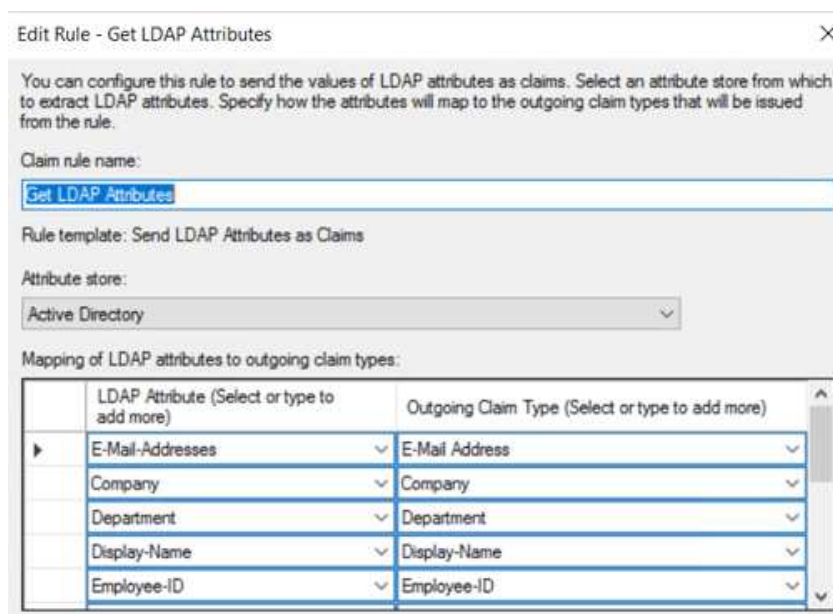 Edit Rule - Get LDAP Attributes
You can configure this rule to send the values of LDAP attributes as claims. Select an attribute store from which
to extract LDAP attributes. Specify how the attributes will map to the outgoing claim types that will be issued
from the rule.
Claim rule name:
Get LDAP Attributes
Rule template: Send LDAP Attributes as Claims
Attribute store:
Active Directory
Mapping of LDAP attributes to outgoing claim types:
LDAP Attribute (Select or type to
add more)
Outgoing Claim Type (Select or type to add more)
E-Mail-Addresses E-Mail Address
Company Company
Department Department
Display-Name Display-Name
Employee-ID Employee-ID